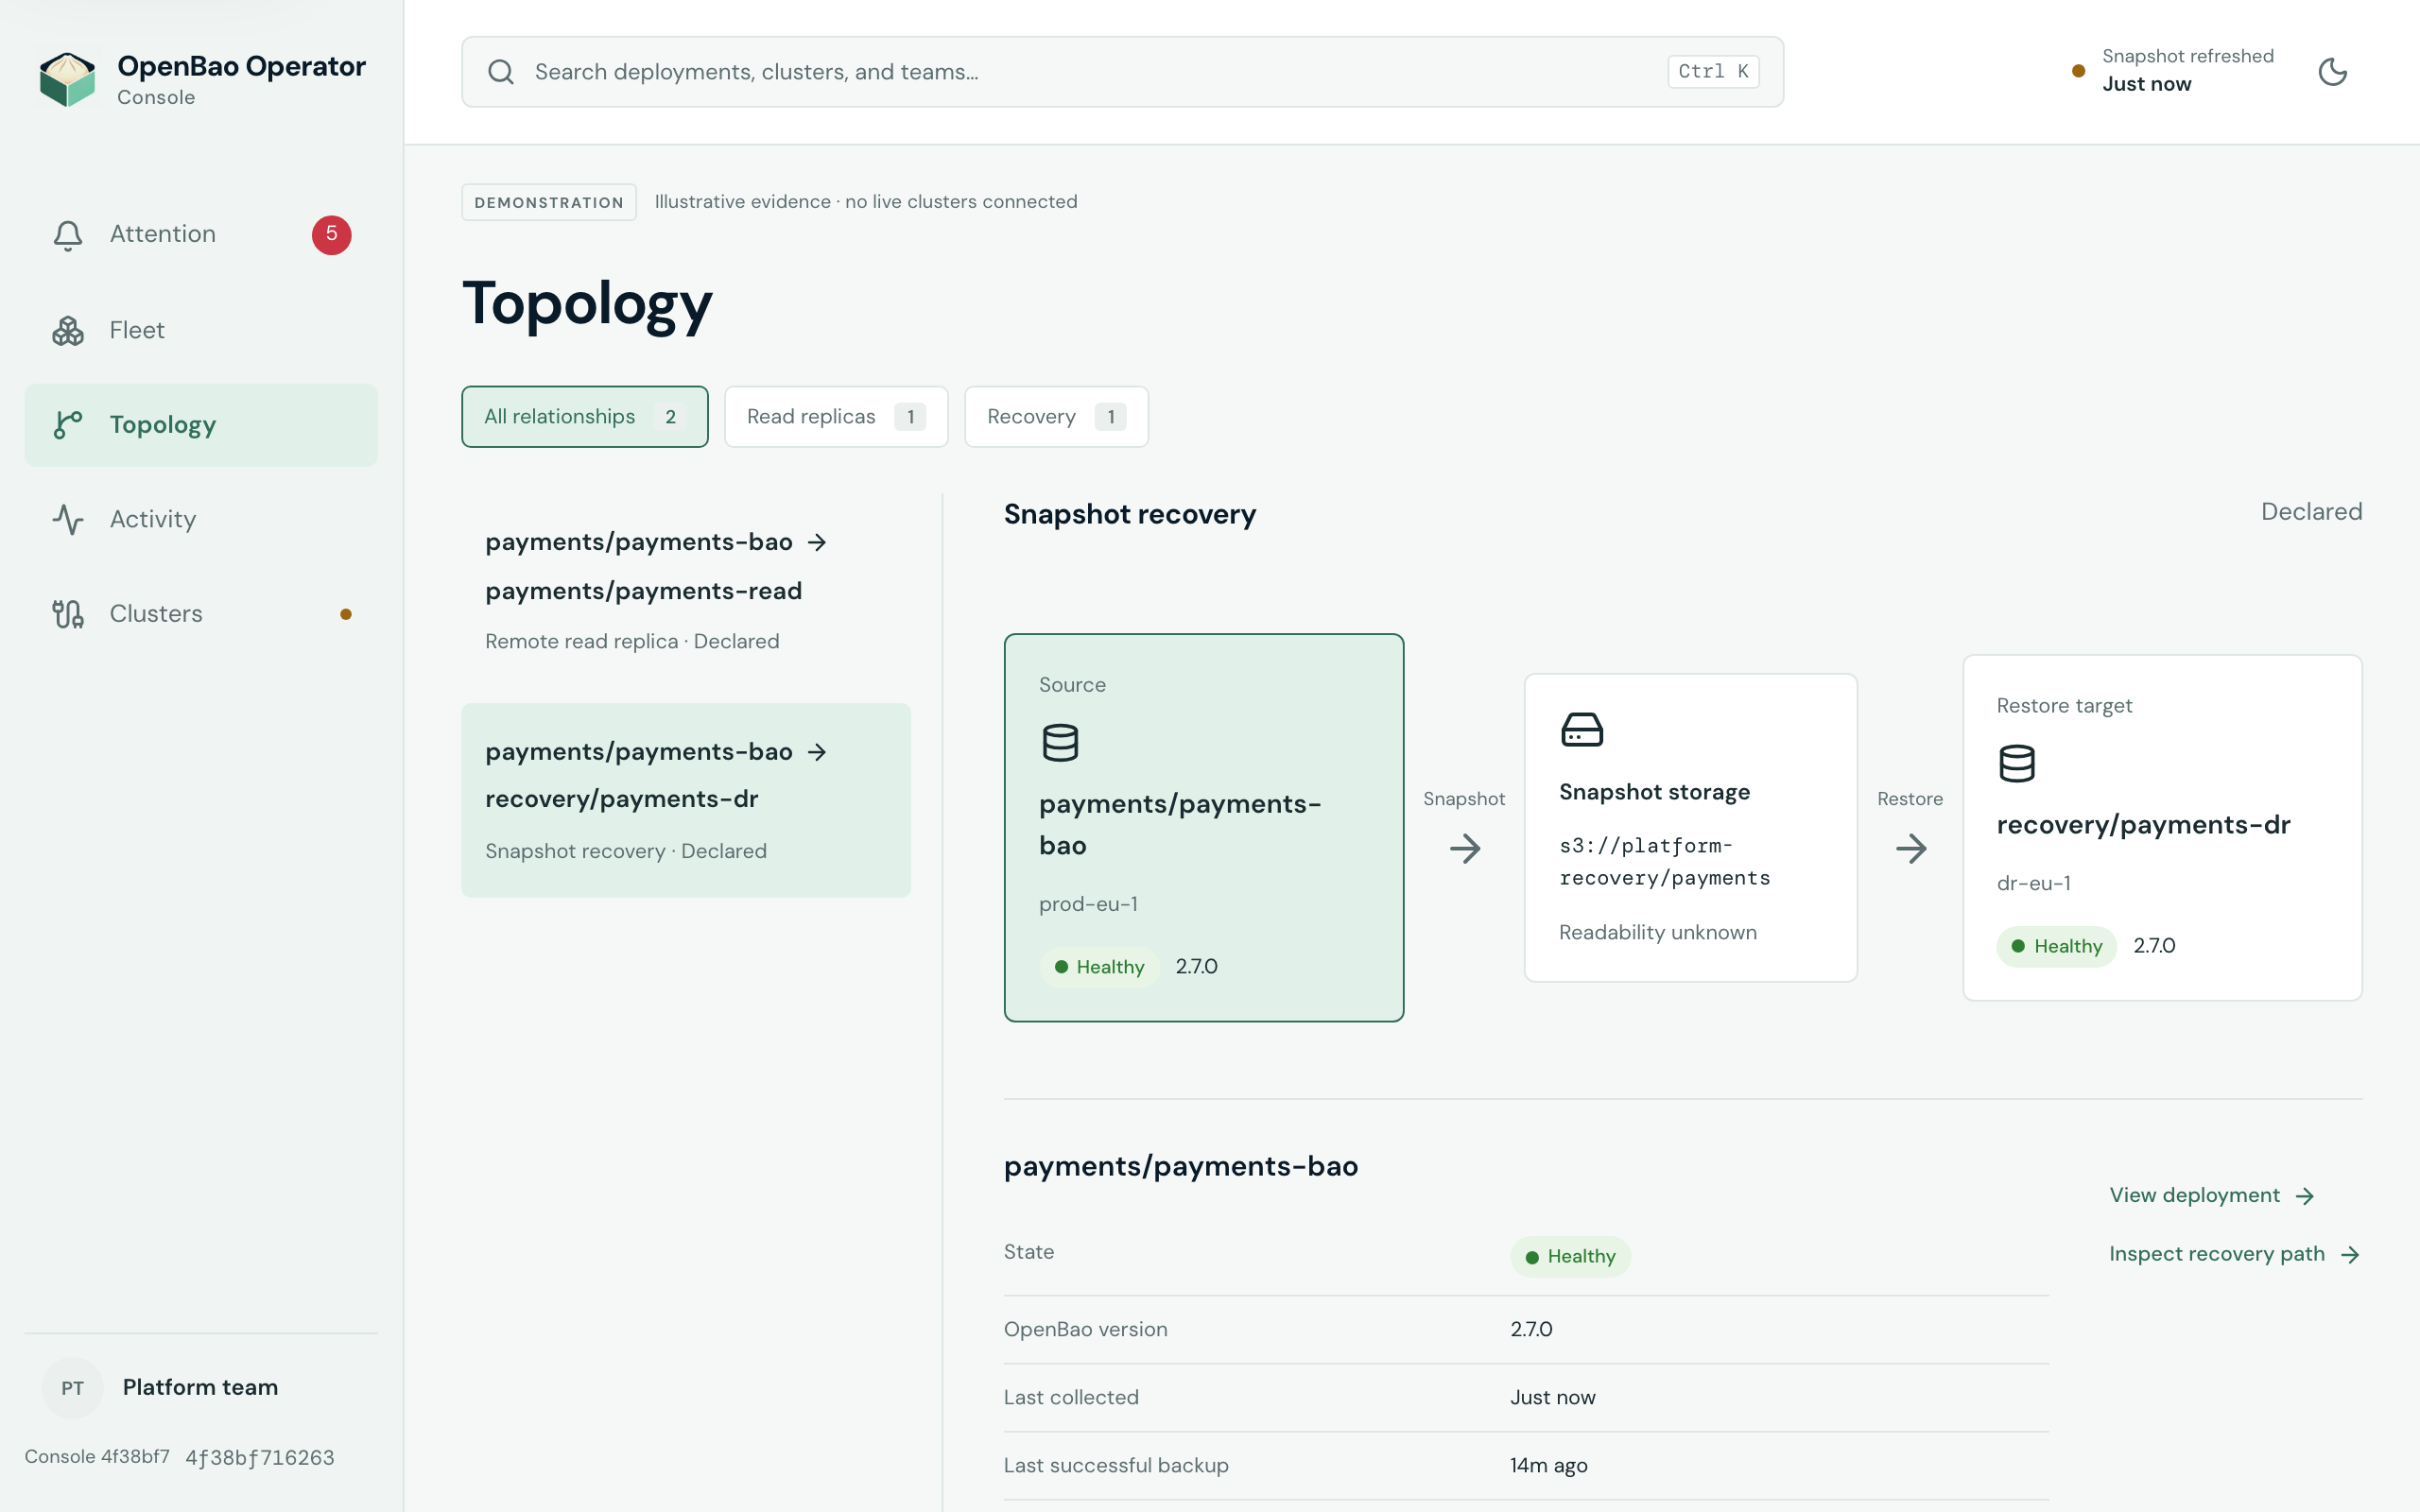 OpenBao Operator
Console
Attention
5
Fleet
Topology
Activity
Clusters
PT
Platform team
Console 4f38bf7 4f38bf716263
Search deployments, clusters, and teams...
Ctrl K
Snapshot refreshed
Just now
DEMONSTRATION
Illustrative evidence · no live clusters connected
Topology
All relationships 2
Read replicas 1
Recovery 1
payments/payments-bao →
payments/payments-read
Remote read replica · Declared
payments/payments-bao →
recovery/payments-dr
Snapshot recovery · Declared
Snapshot recovery
Declared
Source
payments/payments-
bao
prod-eu-1
Healthy 2.7.0
Snapshot
→
Snapshot storage
s3://platform-
recovery/payments
Readability unknown
Restore
→
Restore target
recovery/payments-dr
dr-eu-1
Healthy 2.7.0
payments/payments-bao
View deployment →
Inspect recovery path →
State Healthy
OpenBao version 2.7.0
Last collected Just now
Last successful backup 14m ago